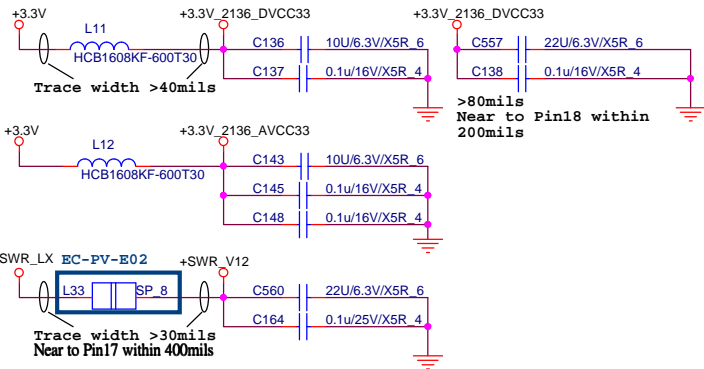 +3.3V
L11
HCB1608KF-600T30
Trace width >40mils
+3.3V_2136_DVCC33
C136 10U/6.3V/X5R_6
C137 0.1u/16V/X5R_4
+3.3V_2136_DVCC33
C557 22U/6.3V/X5R_6
C138 0.1u/16V/X5R_4
>80mils
Near to Pin18 within
200mils
+3.3V
L12
HCB1608KF-600T30
+3.3V_2136_AVCC33
C143 10U/6.3V/X5R_6
C145 0.1u/16V/X5R_4
C148 0.1u/16V/X5R_4
SWR_LX
EC-PV-E02
L33 SP_8
+SWR_V12
C560 22U/6.3V/X5R_6
C164 0.1u/25V/X5R_4
Trace width >30mils
Near to Pin17 within 400mils